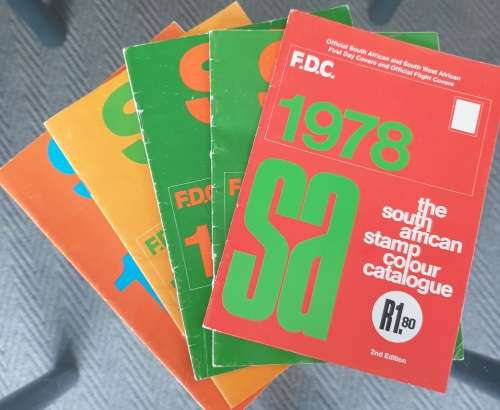 Official South African and South West African
First Day Covers and Official Flight Covers
F.D.C.
1978
sa
the
south
african
stamp
colour
catalogue
R1.80
2nd Edition
F.D.C